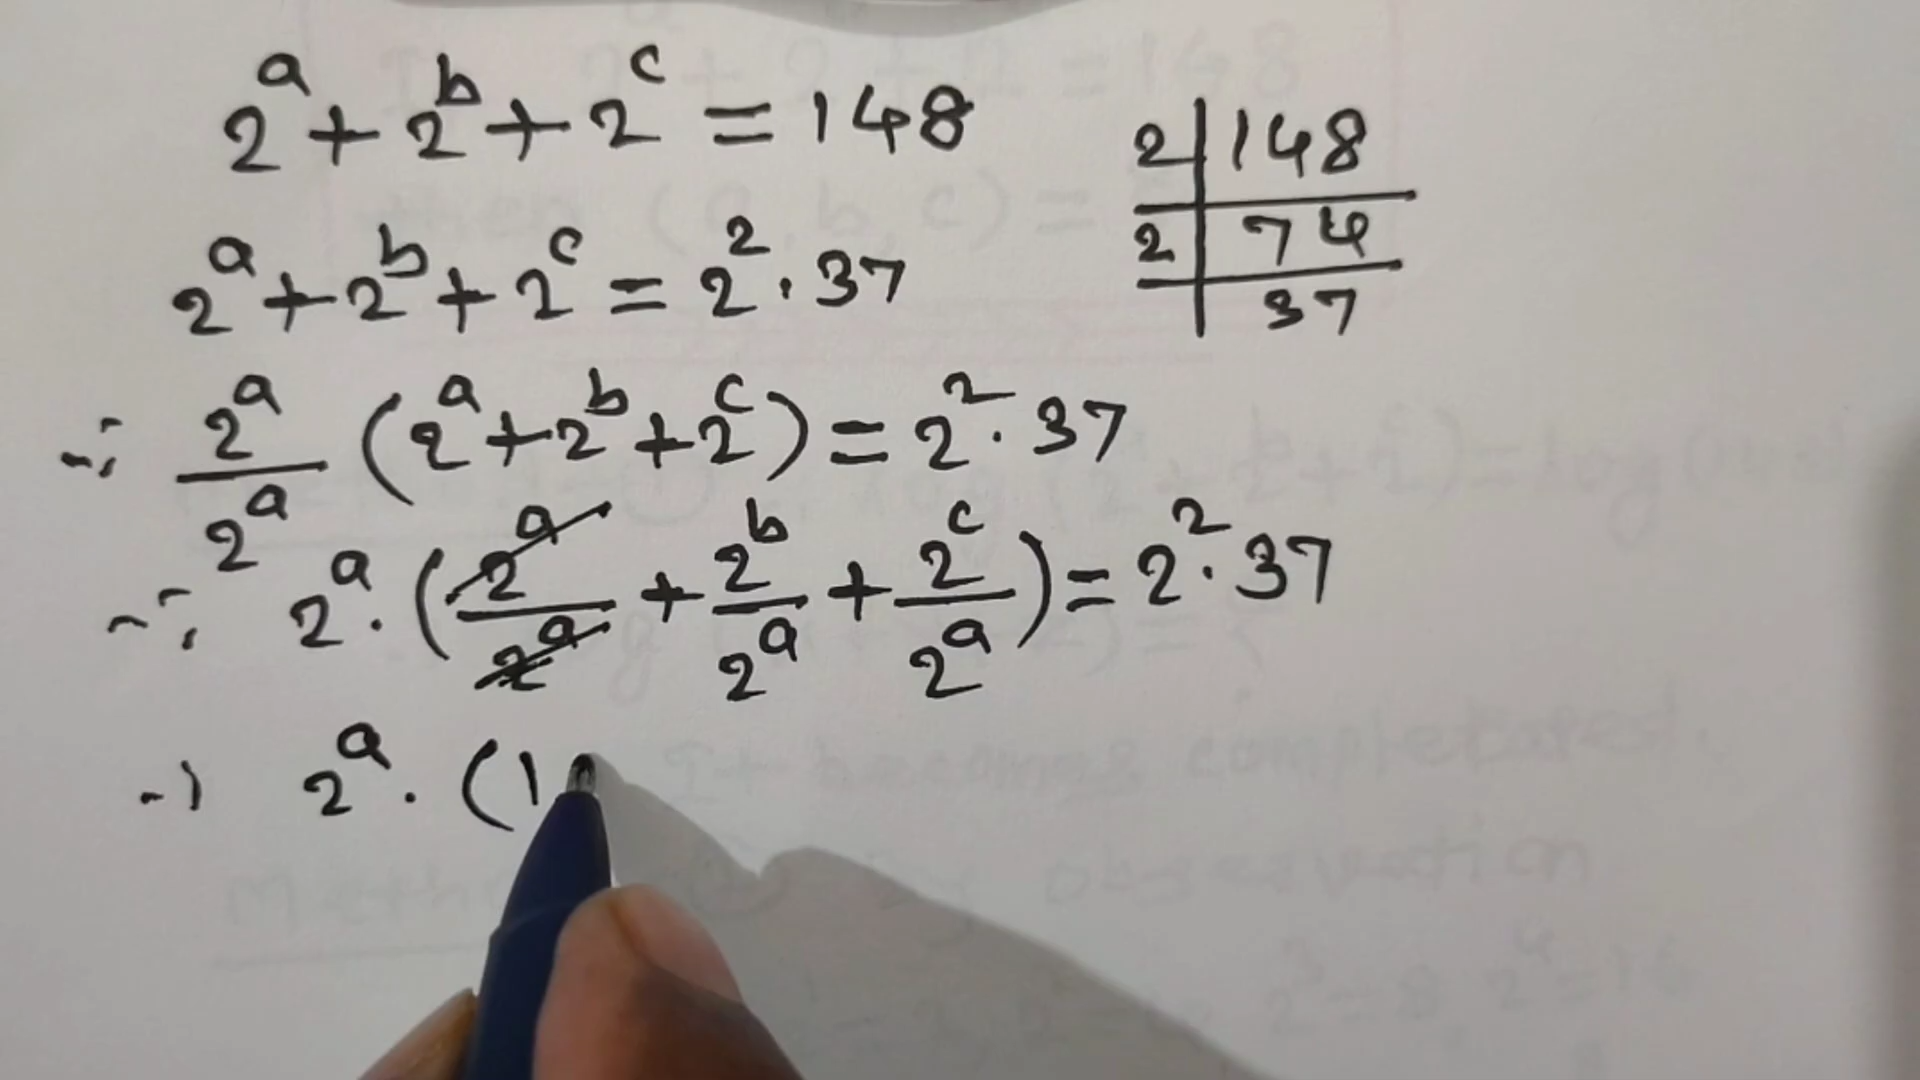 2^a + 2^b + 2^c = 148
2 | 148
2 | 74
37
2^a + 2^b + 2^c = 2^2 . 37
∴ 2^a/2^a (2^a + 2^b + 2^c) = 2^2 . 37
∴ 2^a . (2^a/2^a + 2^b/2^a + 2^c/2^a) = 2^2 . 37
2^a . (1